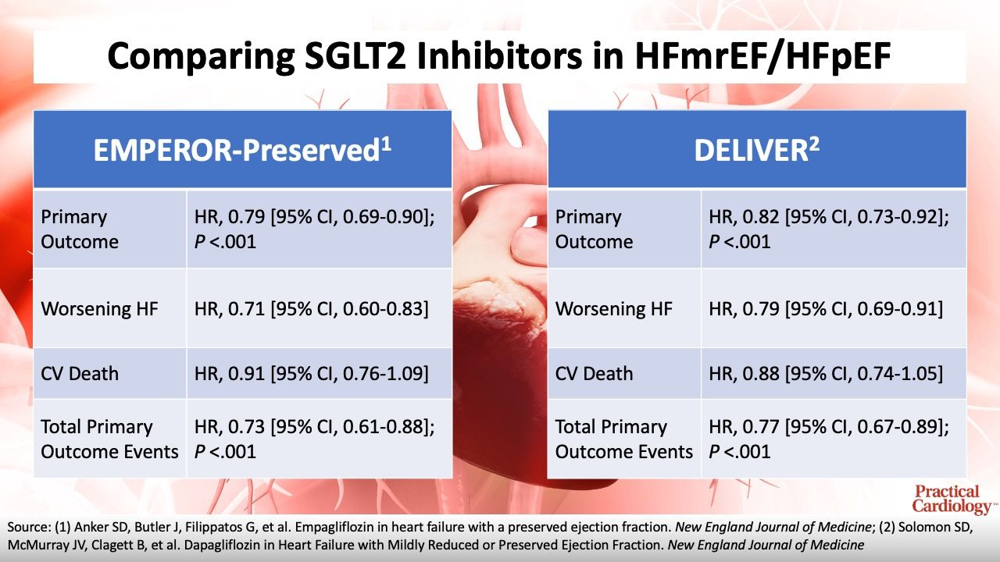 Comparing SGLT2 Inhibitors in HFmrEF/HFpEF
EMPEROR-Preserved1
Primary
Outcome
HR, 0.79 [95% CI, 0.69-0.90];
P <.001
Worsening HF
HR, 0.71 [95% CI, 0.60-0.83]
CV Death
HR, 0.91 [95% CI, 0.76-1.09]
Total Primary
Outcome Events
HR, 0.73 [95% CI, 0.61-0.88];
P <.001
DELIVER2
Primary
Outcome
HR, 0.82 [95% CI, 0.73-0.92];
P <.001
Worsening HF
HR, 0.79 [95% CI, 0.69-0.91]
CV Death
HR, 0.88 [95% CI, 0.74-1.05]
Total Primary
Outcome Events
HR, 0.77 [95% CI, 0.67-0.89];
P <.001
Practical
Cardiology™
Source: (1) Anker SD, Butler J, Filippatos G, et al. Empagliflozin in heart failure with a preserved ejection fraction. New England Journal of Medicine; (2) Solomon SD,
McMurray JV, Clagett B, et al. Dapagliflozin in Heart Failure with Mildly Reduced or Preserved Ejection Fraction. New England Journal of Medicine